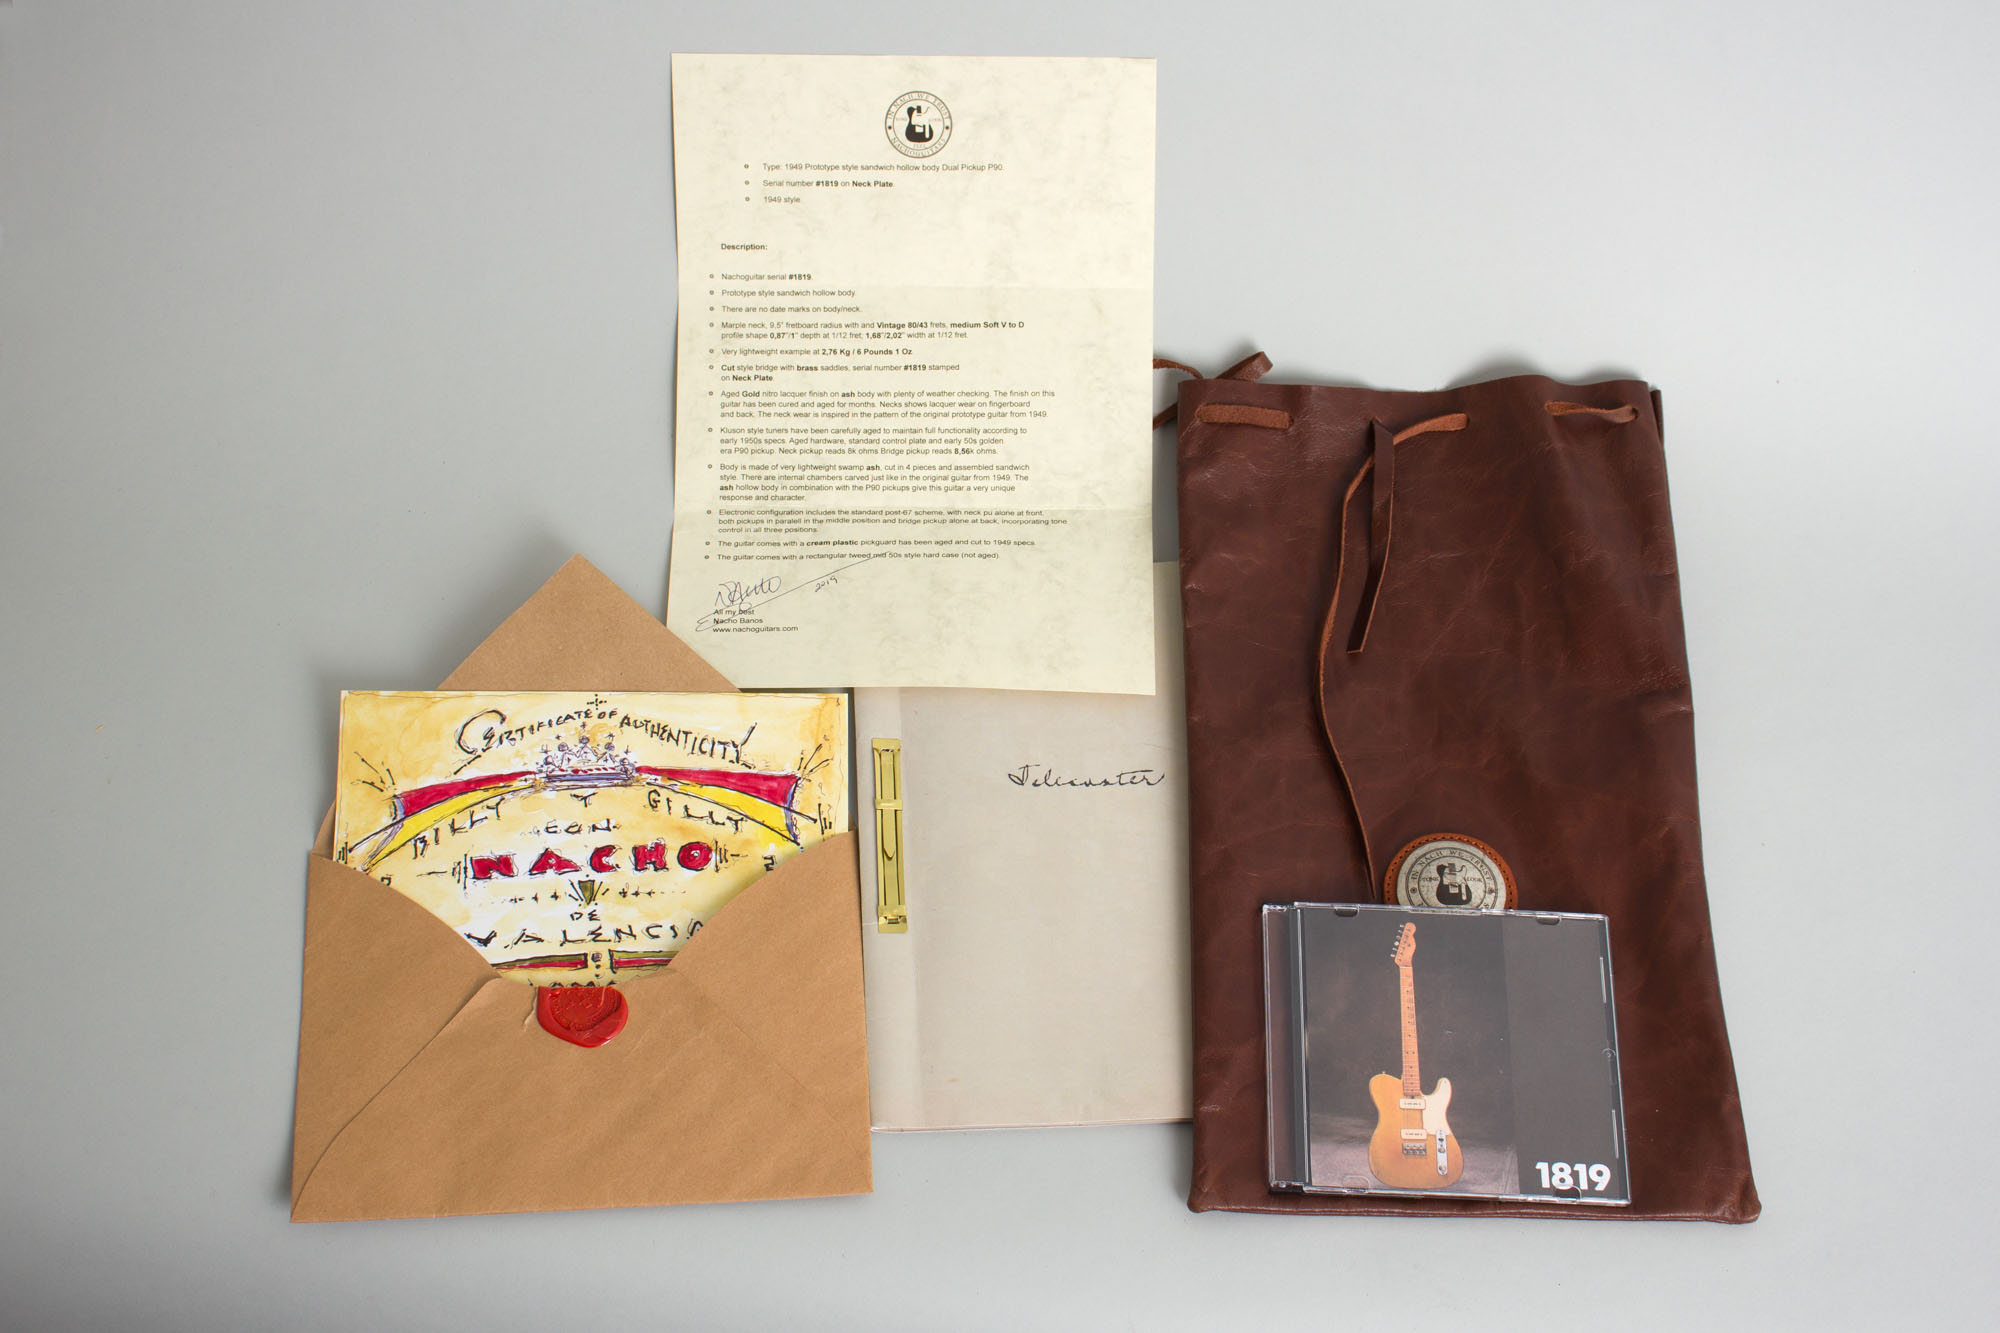 IN NACH WE TRUST
NACHOGUITARS
Type: 1949 Prototype style sandwich hollow body Dual Pickup P90.
Serial number #1819 on Neck Plate.
1949 style.
Description:
Nachoguitar serial #1819.
Prototype style sandwich hollow body.
There are no date marks on body/neck.
Marple neck, 9,5" fretboard radius with and Vintage 80/43 frets, medium Soft V to D
profile shape 0,87"/1" depth at 1/12 fret; 1,68"/2,02" width at 1/12 fret.
Very lightweight example at 2,76 Kg / 6 Pounds 1 Oz.
Cut style bridge with brass saddles, serial number #1819 stamped
on Neck Plate.
Aged Gold nitro lacquer finish on ash body with plenty of weather checking. The finish on this
guitar has been cured and aged for months. Necks shows lacquer wear on fingerboard
and back. The neck wear is inspired in the pattern of the original prototype guitar from 1949.
Kluson style tuners have been carefully aged to maintain full functionality according to
early 1950s specs. Aged hardware, standard control plate and early 50s golden
era P90 pickup. Neck pickup reads 8k ohms Bridge pickup reads 8,56k ohms.
Body is made of very lightweight swamp ash, cut in 4 pieces and assembled sandwich
style. There are internal chambers carved just like in the original guitar from 1949. The
ash hollow body in combination with the P90 pickups give this guitar a very unique
response and character.
Electronic configuration includes the standard post-67 scheme, with neck pu alone at front,
both pickups in paralell in the middle position and bridge pickup alone at back, incorporating tone
control in all three positions.
The guitar comes with a cream plastic pickguard has been aged and cut to 1949 specs.
The guitar comes with a rectangular tweed mid 50s style hard case (not aged).
2019
All my best
Nacho Banos
www.nachoguitars.com
CERTIFICATE OF AUTHENTICITY
BILLY Y GILLY
CON
NACHO
DE
VALENCIA
Telecaster
IN NACH WE TRUST
TONE LOOK
1819